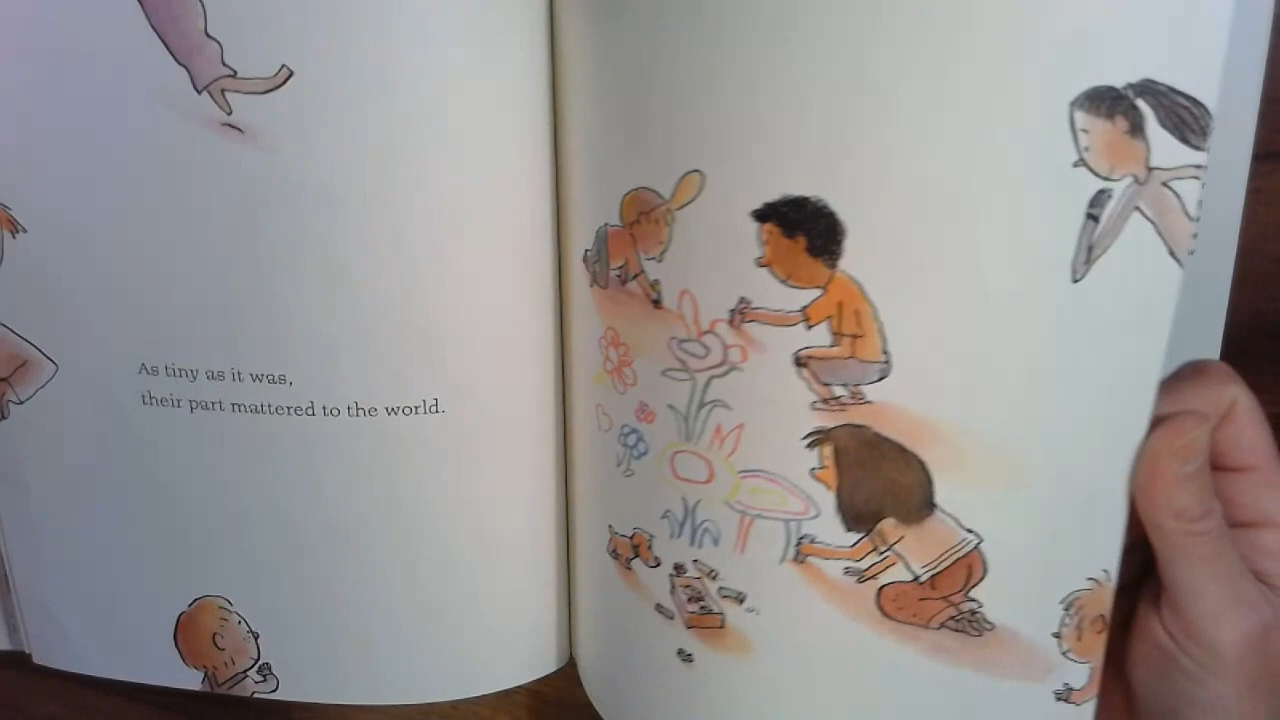 As tiny as it was,
their part mattered to the world.